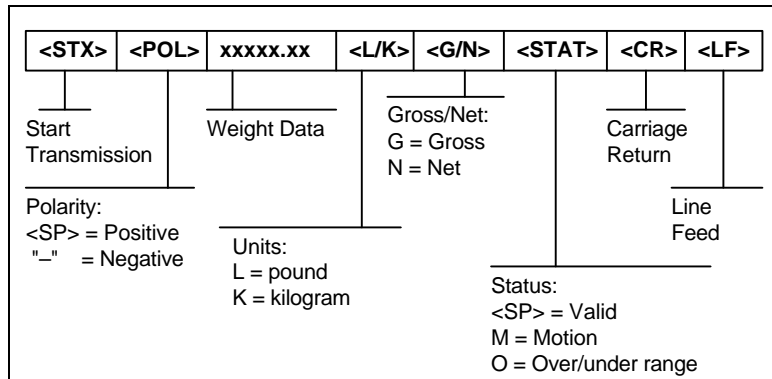 <STX> <POL> xxxxx.xx <L/K> <G/N> <STAT> <CR> <LF>
Start
Transmission
Weight Data
Gross/Net:
G = Gross
N = Net
Carriage
Return
Polarity:
<SP> = Positive
"–" = Negative
Units:
L = pound
K = kilogram
Line
Feed
Status:
<SP> = Valid
M = Motion
O = Over/under range